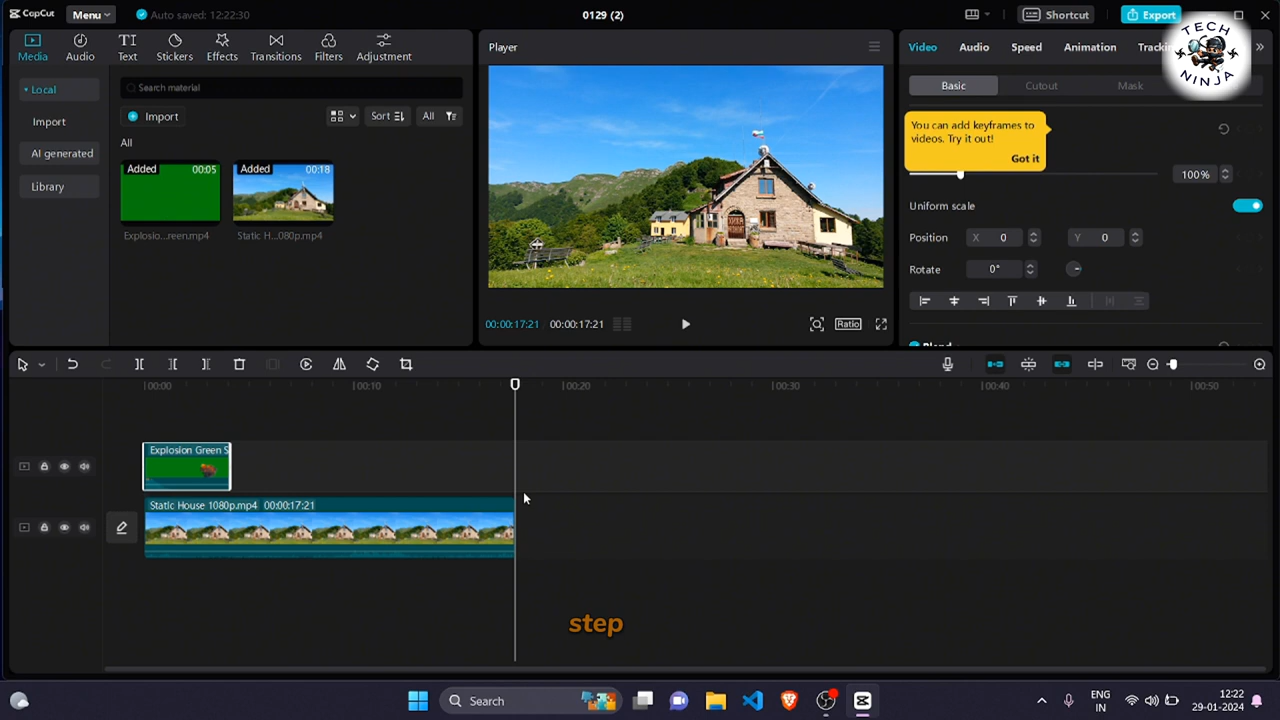 CapCut
Menu
Auto saved: 12:22:30
0129 (2)
Shortcut
Export
Media
Audio
Text
Stickers
Effects
Transitions
Filters
Adjustment
Player
Video
Audio
Speed
Animation
Trackin
TECH
NINJA
Local
Search material
Basic
Cutout
Mask
Import
Import
Sort
All
You can add keyframes to
videos. Try it out!
Got it
All
AI generated
Library
Added
00:05
Added
00:18
100%
Uniform scale
Explosio...reen.mp4
Static H...080p.mp4
Position
X
0
Y
0
Rotate
0°
00:00:17:21
00:00:17:21
Ratio
Blend
00:00
00:10
00:20
00:30
00:40
00:50
Explosion Green S
Static House 1080p.mp4 00:00:17:21
step
Search
ENG
IN
12:22
29-01-2024